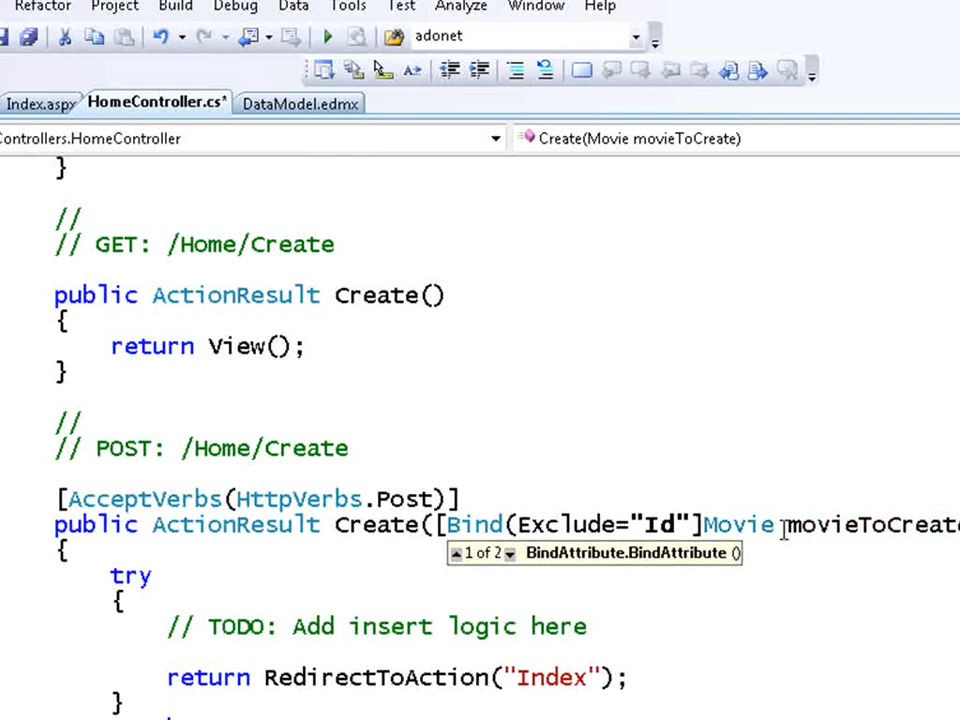 Refactor Project Build Debug Data Tools Test Analyze Window Help
adonet
Index.aspx HomeController.cs* DataModel.edmx
Controllers.HomeController Create(Movie movieToCreate)
}
//
// GET: /Home/Create
public ActionResult Create()
{
return View();
}
//
// POST: /Home/Create
[AcceptVerbs(HttpVerbs.Post)]
public ActionResult Create([Bind(Exclude="Id"]Movie movieToCreate
{
1 of 2 BindAttribute.BindAttribute ()
try
{
// TODO: Add insert logic here
return RedirectToAction("Index");
}